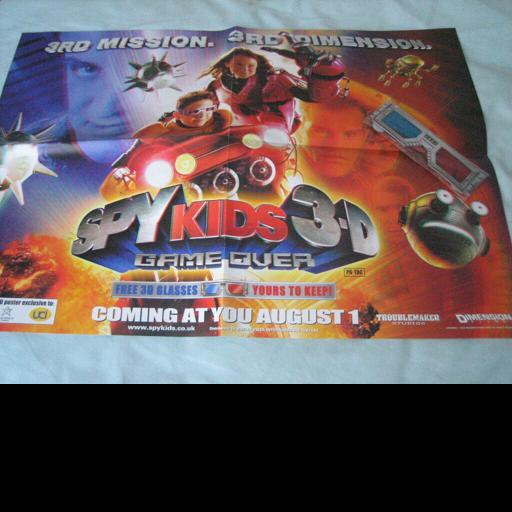 3RD MISSION. 3RD DIMENSION.
SPY KIDS 3-D
GAME OVER
PG-TBC
FREE 3D GLASSES YOURS TO KEEP!
D poster exclusive to:
uci
COMING AT YOU AUGUST 1
www.spykids.co.uk
TROUBLEMAKER
STUDIOS
DIMENSION